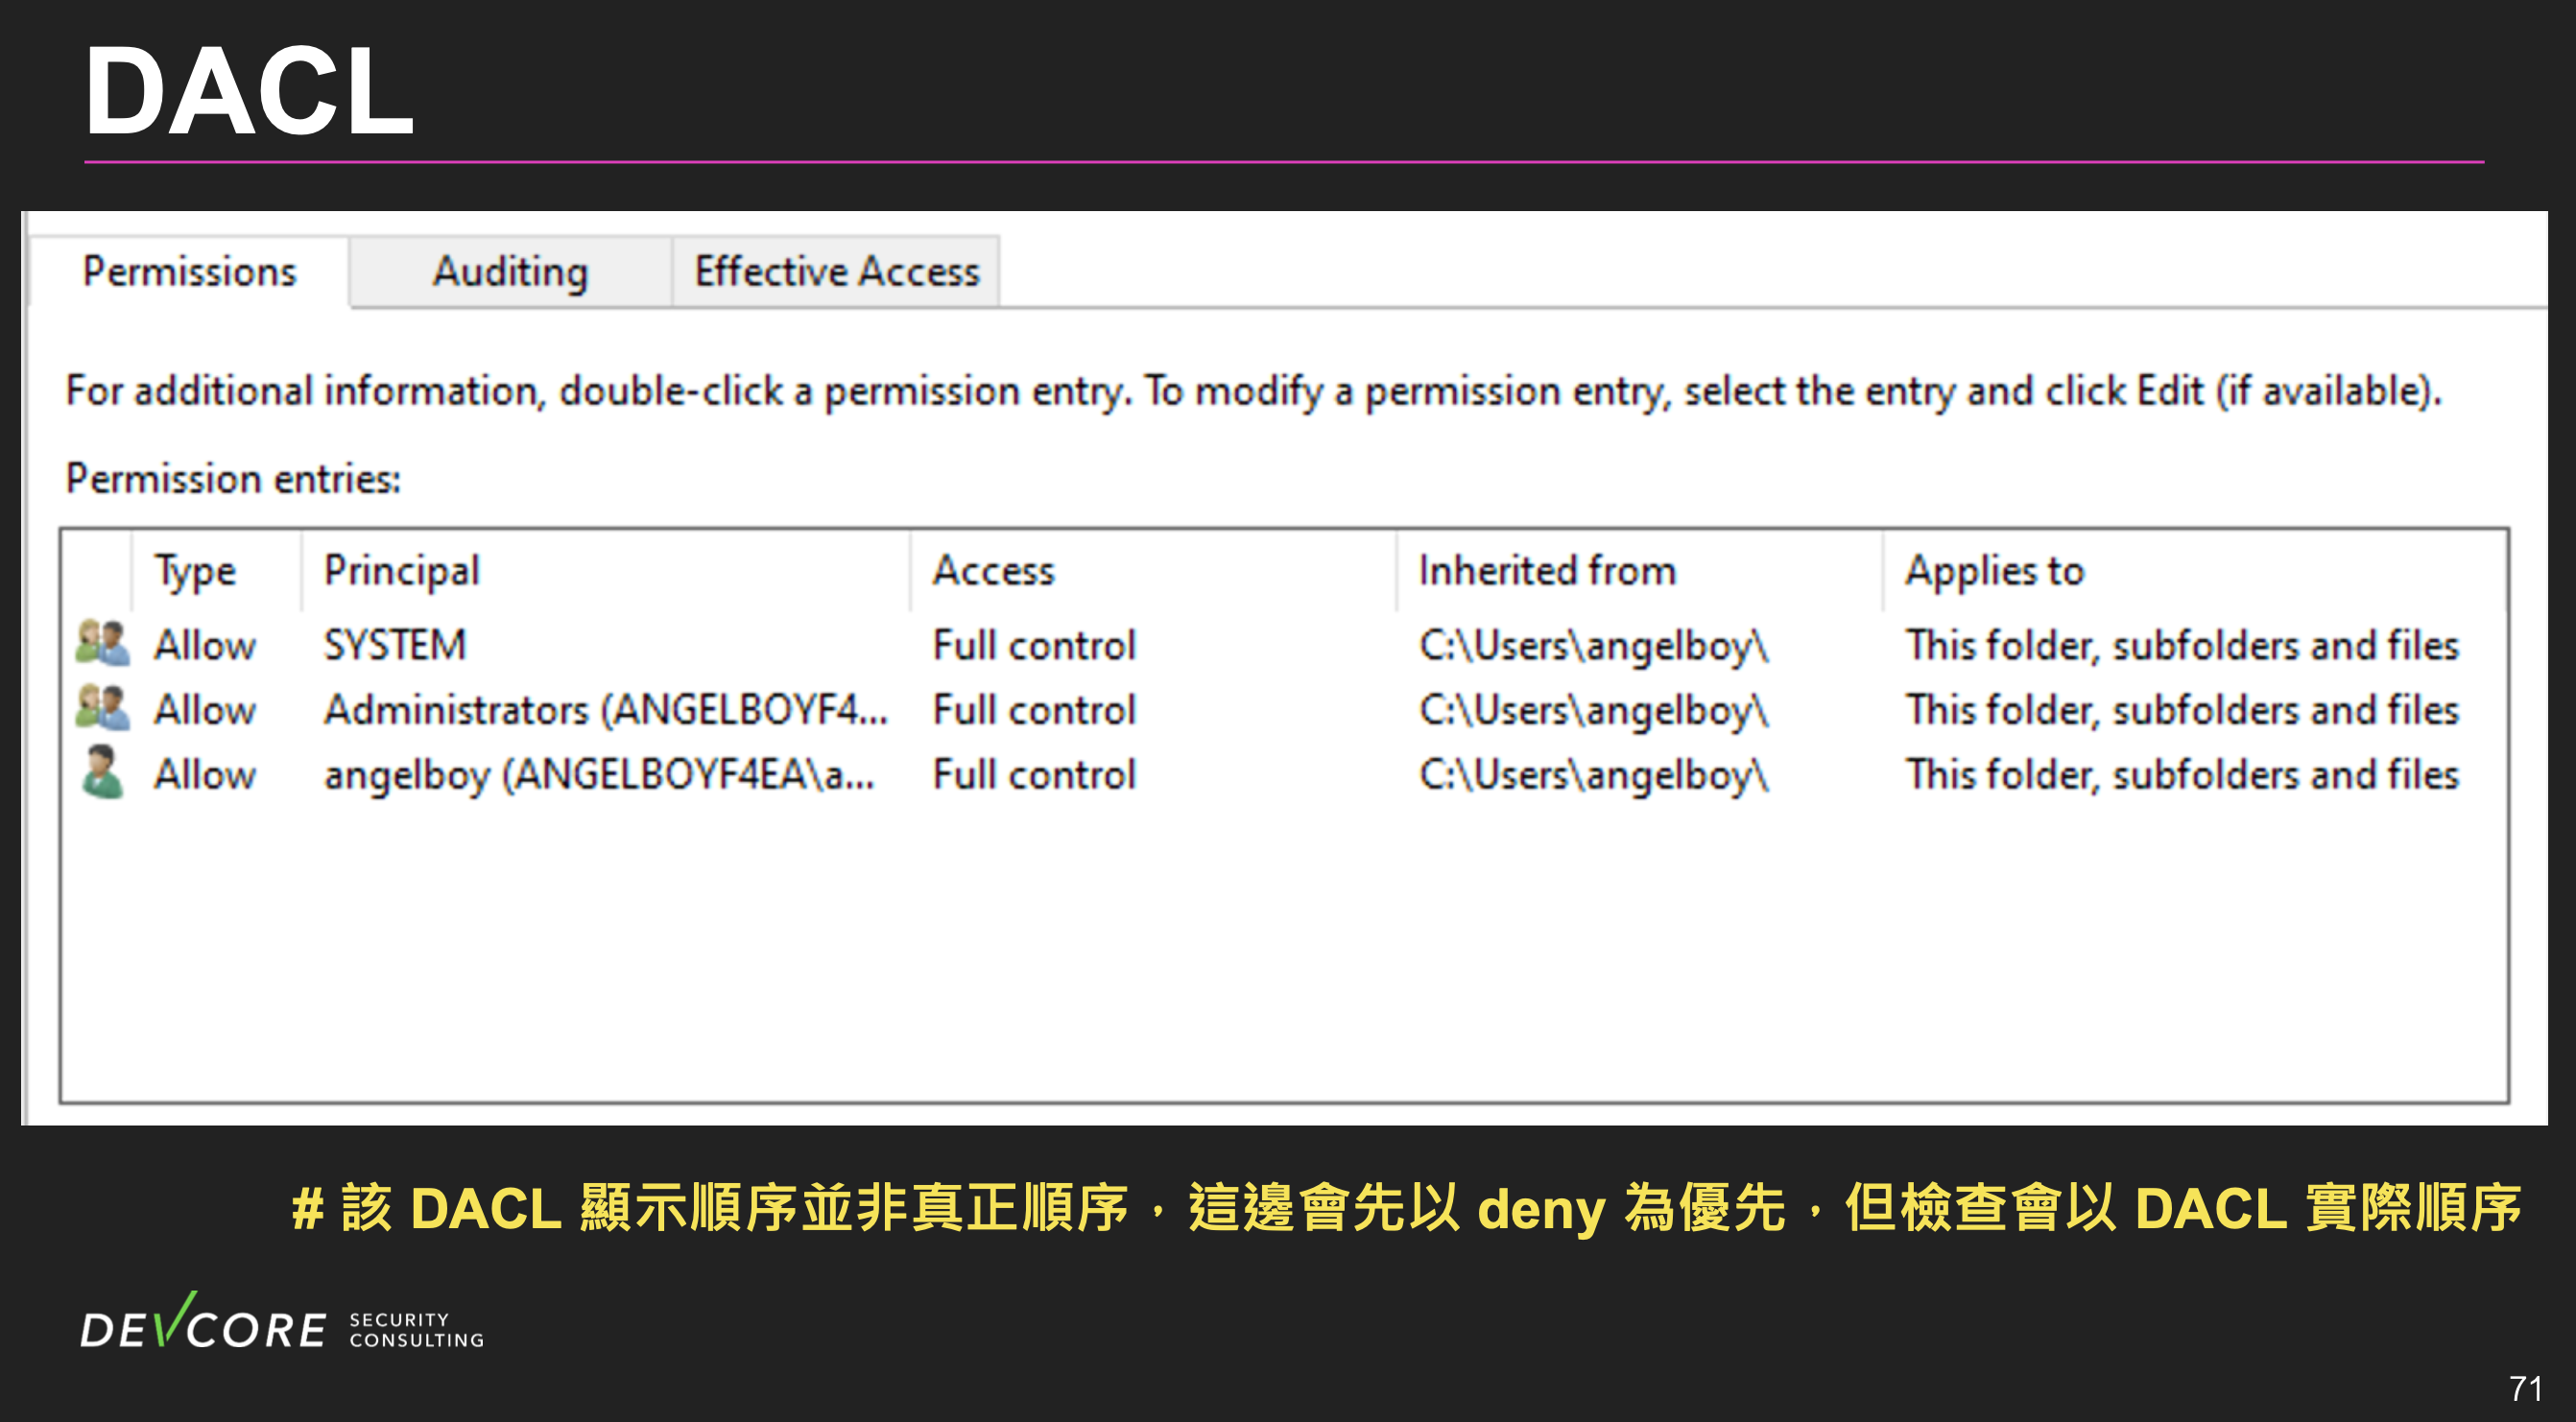 DACL
Permissions Auditing Effective Access
For additional information, double-click a permission entry. To modify a permission entry, select the entry and click Edit (if available).
Permission entries:
Type Principal Access Inherited from Applies to
Allow SYSTEM Full control C:\Users\angelboy\ This folder, subfolders and files
Allow Administrators (ANGELBOYF4... Full control C:\Users\angelboy\ This folder, subfolders and files
Allow angelboy (ANGELBOYF4EA\a... Full control C:\Users\angelboy\ This folder, subfolders and files
# 該 DACL 顯示順序並非真正順序，這邊會先以 deny 為優先，但檢查會以 DACL 實際順序
DEVCORE SECURITY
CONSULTING
71